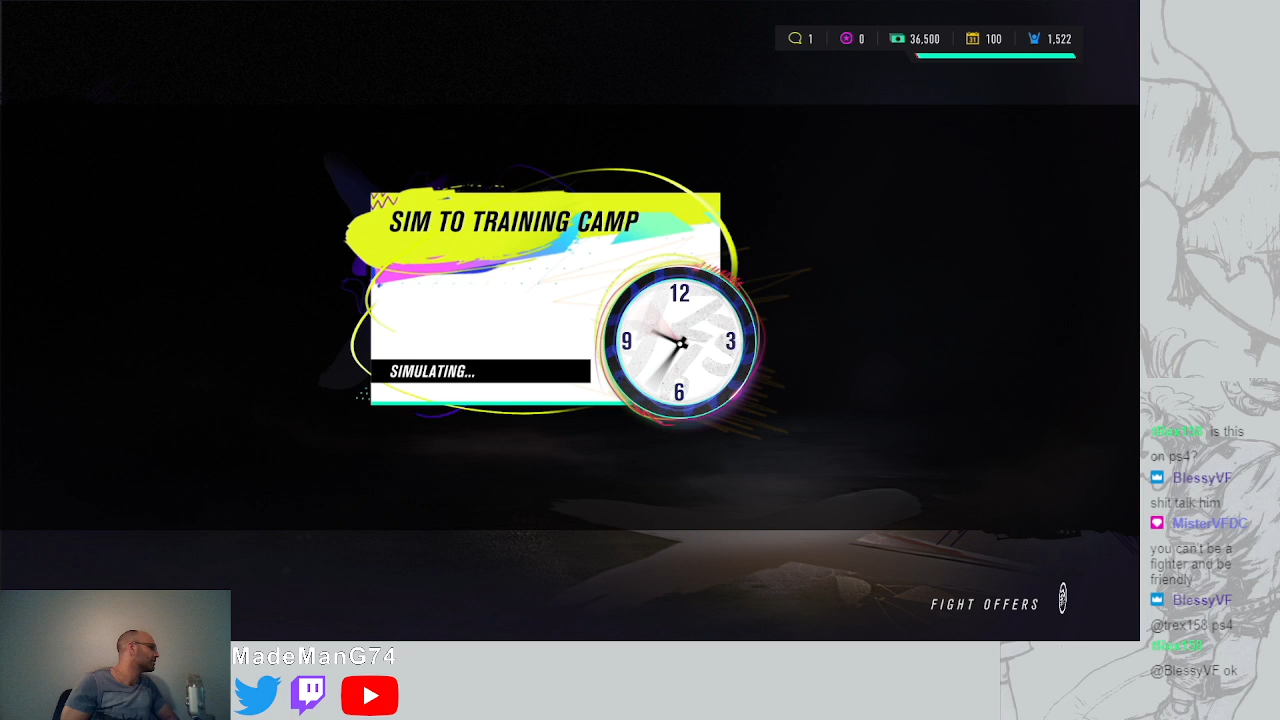 1 0 36,500 31 100 1,522
SIM TO TRAINING CAMP
12
9 3
6
SIMULATING...
FIGHT OFFERS
MadeManG74
is this
on ps4?
BlessyVF
shit talk him
MisterVFDC
you can't be a
fighter and be
friendly
BlessyVF
@trex158 ps4
@BlessyVF ok